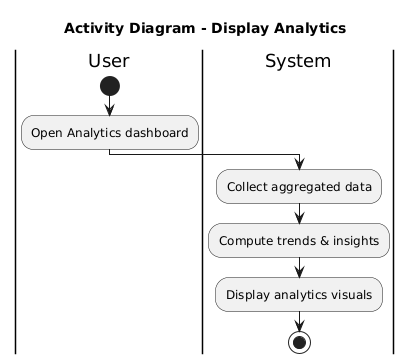 Activity Diagram - Display Analytics
User
System
Open Analytics dashboard
Collect aggregated data
Compute trends & insights
Display analytics visuals